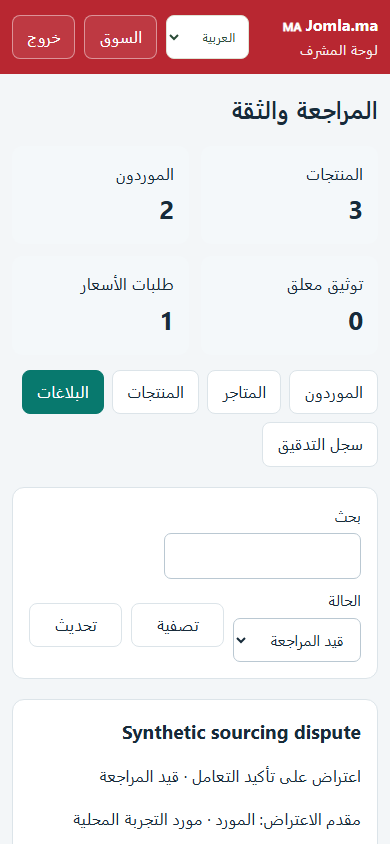 MA Jomla.ma
لوحة المشرف
العربية
السوق
خروج
المراجعة والثقة
المنتجات
3
الموردون
2
توثيق معلق
0
طلبات الأسعار
1
الموردون
المتاجر
المنتجات
البلاغات
سجل التدقيق
بحث
الحالة
قيد المراجعة
تصفية
تحديث
Synthetic sourcing dispute
اعتراض على تأكيد التعامل · قيد المراجعة
مقدم الاعتراض: المورد · مورد التجربة المحلية